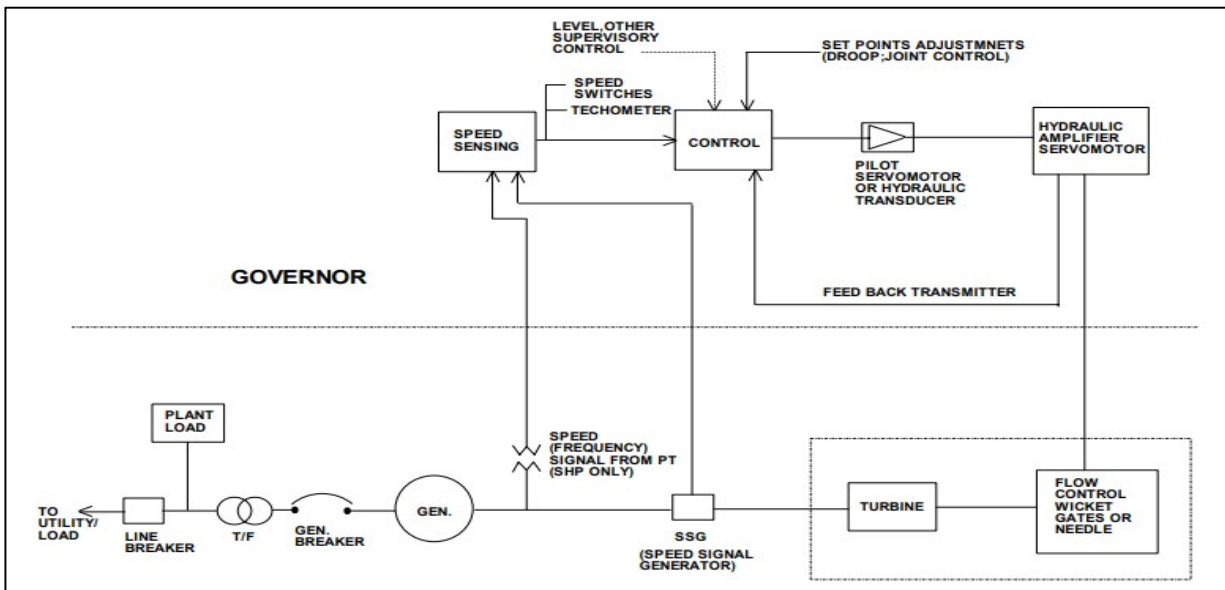 LEVEL,OTHER
SUPERVISORY
CONTROL
SET POINTS ADJUSTMNETS
(DROOP;JOINT CONTROL)
SPEED
SWITCHES
TECHOMETER
SPEED
SENSING
CONTROL
HYDRAULIC
AMPLIFIER
SERVOMOTOR
PILOT
SERVOMOTOR
OR HYDRAULIC
TRANSDUCER
GOVERNOR
FEED BACK TRANSMITTER
PLANT
LOAD
SPEED
(FREQUENCY)
SIGNAL FROM PT
(SHP ONLY)
TO
UTILITY/
LOAD
LINE
BREAKER
T/F
GEN.
BREAKER
GEN.
SSG
(SPEED SIGNAL
GENERATOR)
TURBINE
FLOW
CONTROL
WICKET
GATES OR
NEEDLE